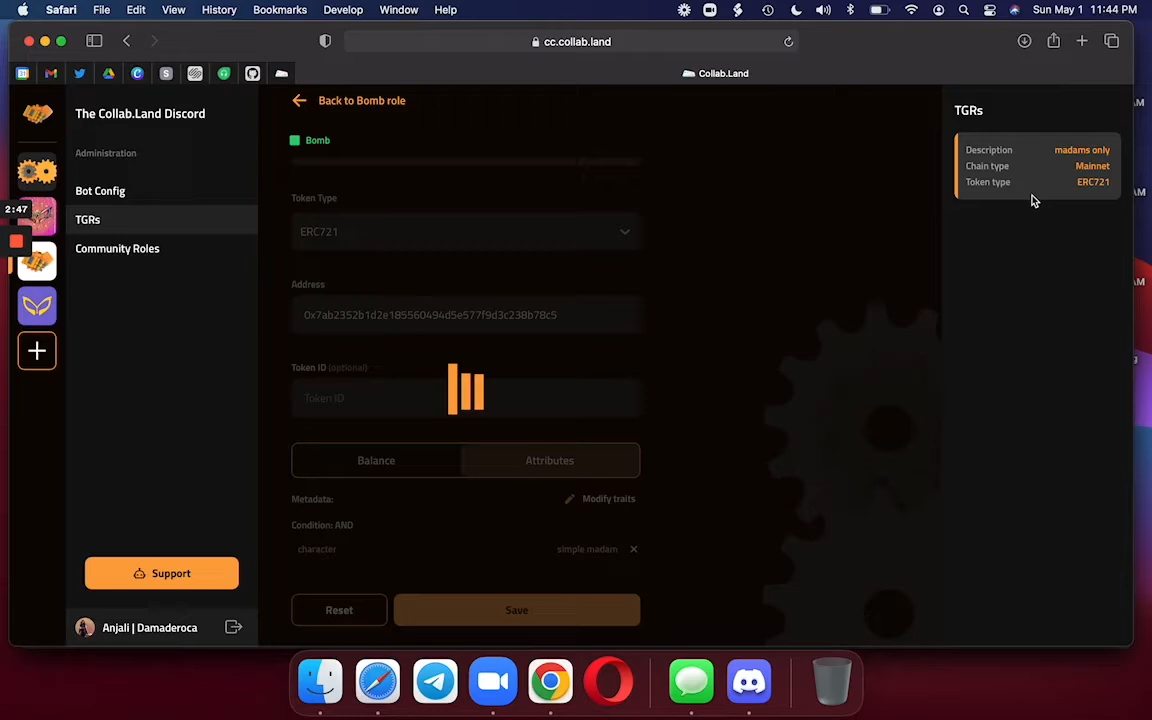 Safari File Edit View History Bookmarks Develop Window Help Sun May 1 11:44 PM
cc.collab.land
Collab.Land
The Collab.Land Discord
Administration
Bot Config
TGRs
Community Roles
2:47
Support
Anjali | Damaderoca
Back to Bomb role
Bomb
Token Type
ERC721
Address
0x7ab2352b1d2e185560494d5e577f9d3c238b78c5
Token ID (optional)
Token ID
Balance Attributes
Metadata: Modify traits
Condition: AND
character simple madam
Reset Save
TGRs
Description madams only
Chain type Mainnet
Token type ERC721
AM
AM
AM